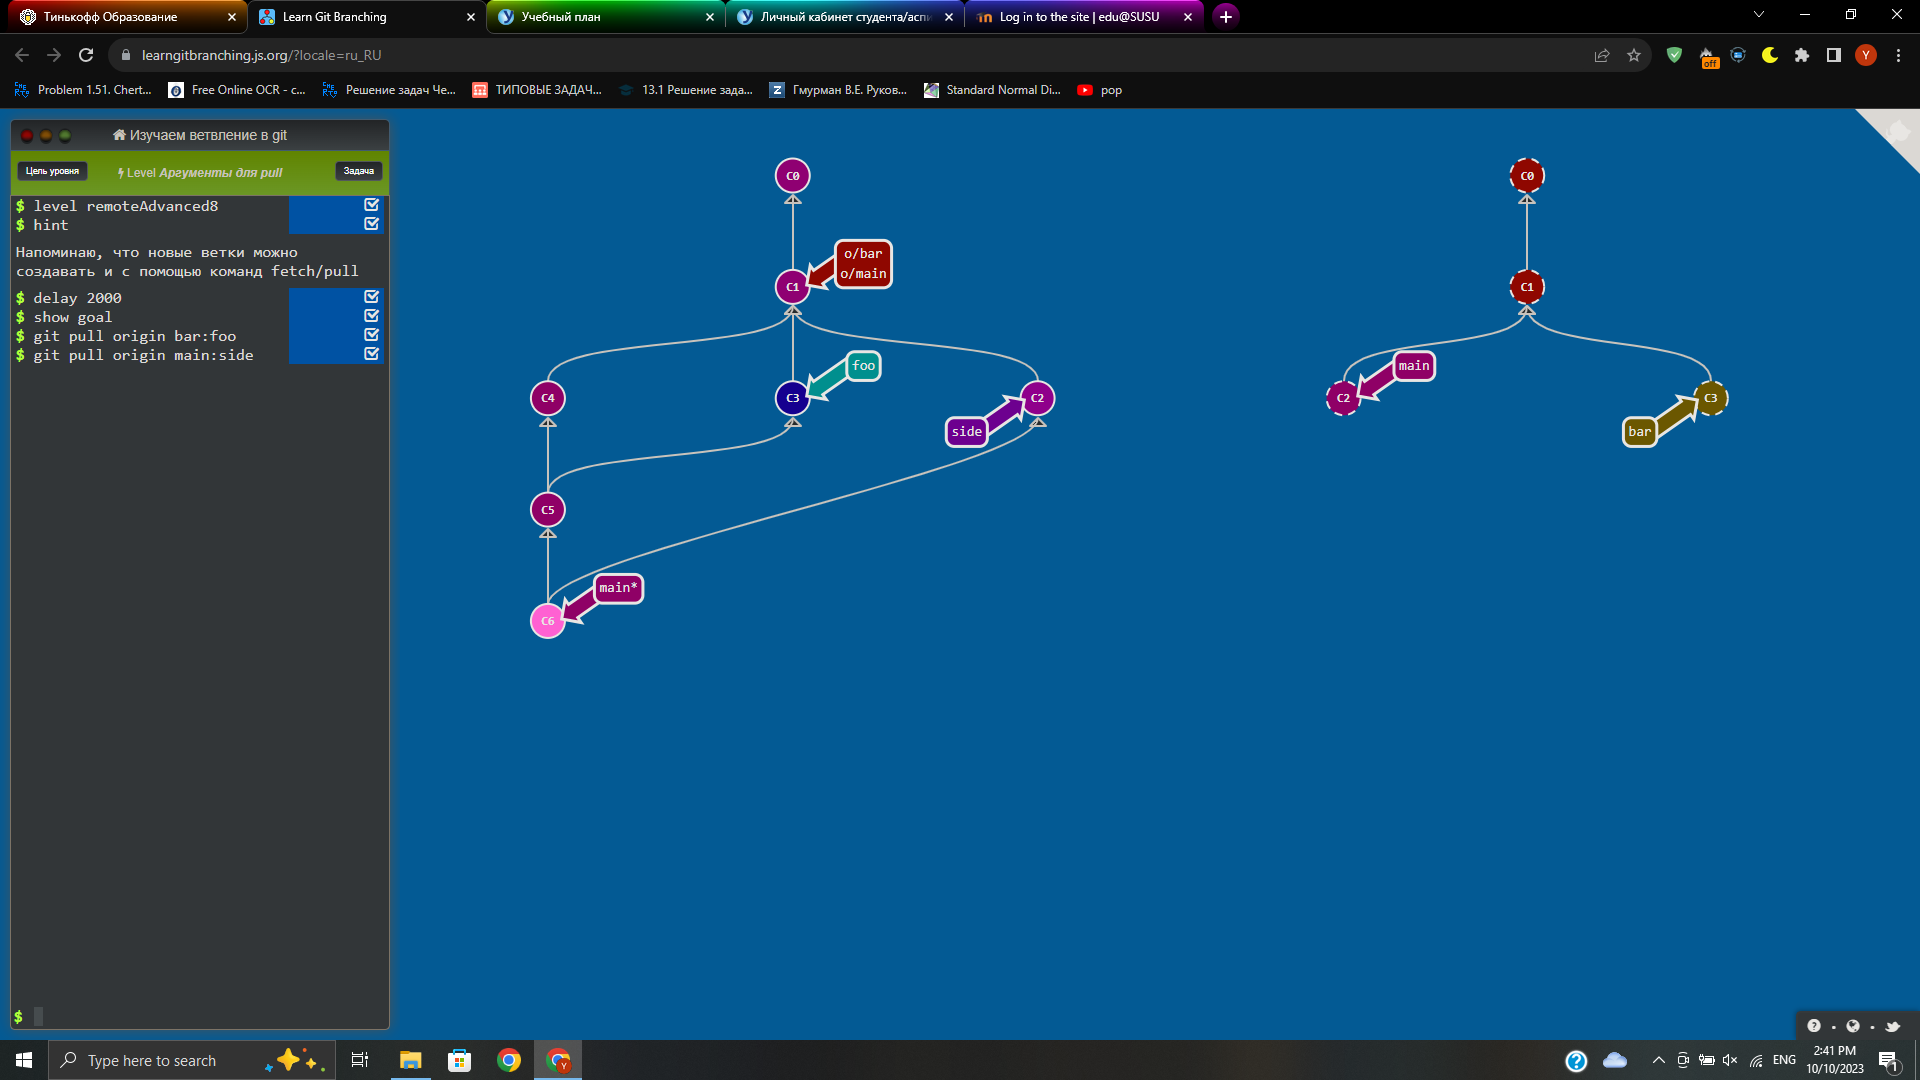 Тинькофф Образование
Learn Git Branching
Учебный план
Личный кабинет студента/аспи
Log in to the site | edu@SUSU
learngitbranching.js.org/?locale=ru_RU
off
Y
Problem 1.51. Chert...
Free Online OCR - c...
Решение задач Че...
ТИПОВЫЕ ЗАДАЧ...
13.1 Решение зада...
Гмурман В.Е. Руков...
Standard Normal Di...
pop
Изучаем ветвление в git
Цель уровня
Level Аргументы для pull
Задача
$ level remoteAdvanced8
$ hint
Напоминаю, что новые ветки можно
создавать и с помощью команд fetch/pull
$ delay 2000
$ show goal
$ git pull origin bar:foo
$ git pull origin main:side
$
C0
o/bar
o/main
C1
foo
C4
C3
C2
side
C5
main*
C6
C0
C1
main
C2
C3
bar
Type here to search
Y
ENG
2:41 PM
10/10/2023
1